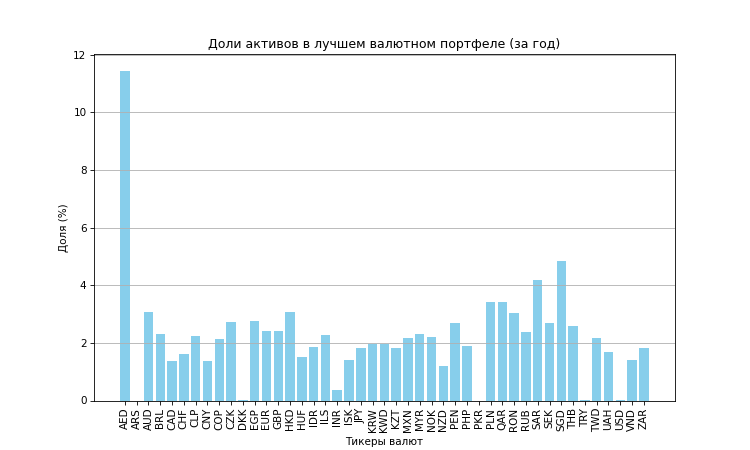 Доли активов в лучшем валютном портфеле (за год)
Доля (%)
12
10
8
6
4
2
0
AED ARS AUD BRL CAD CHF CLP CNY COP CZK DKK EGP EUR GBP HKD HUF IDR ILS INR ISK JPY KRW KWD KZT MXN MYR NOK NZD PEN PHP PKR PLN QAR RON RUB SAR SEK SGD THB TRY TWD UAH USD VND ZAR
Тикеры валют